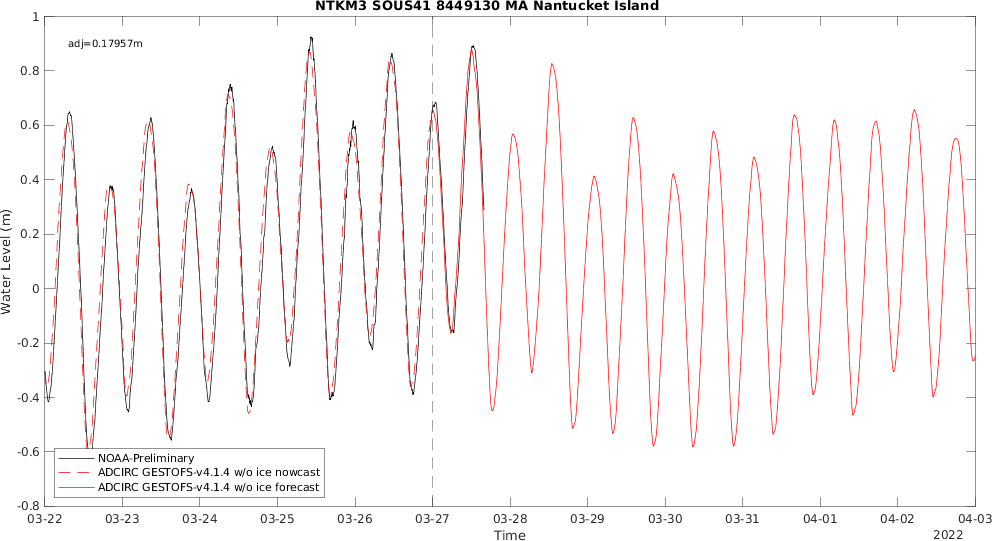 NTKM3 SOUS41 8449130 MA Nantucket Island
adj=0.17957m
1
0.8
0.6
0.4
0.2
0
-0.2
-0.4
-0.6
-0.8
Water Level (m)
NOAA-Preliminary
ADCIRC GESTOFS-v4.1.4 w/o ice nowcast
ADCIRC GESTOFS-v4.1.4 w/o ice forecast
03-22 03-23 03-24 03-25 03-26 03-27 03-28 03-29 03-30 03-31 04-01 04-02 04-03
Time
2022